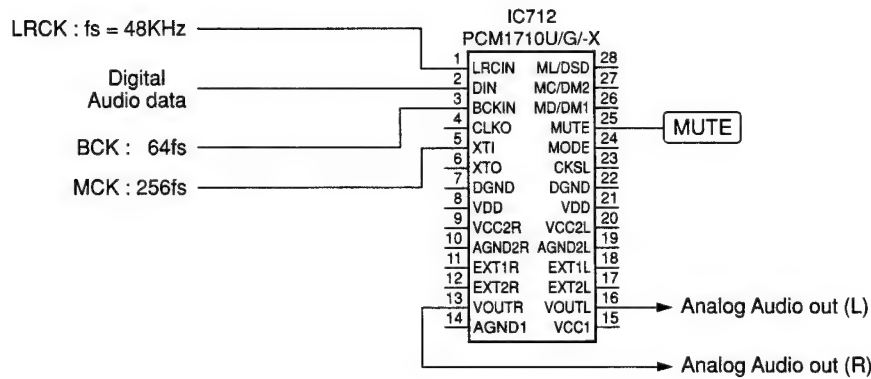 IC712
PCM1710U/G/-X
LRCK : fs = 48KHz
Digital
Audio data
BCK : 64fs
MCK : 256fs
1 LRCIN ML/DSD 28
2 DIN MC/DM2 27
3 BCKIN MD/DM1 26
4 CLKO MUTE 25
5 XTI MODE 24
6 XTO CKSL 23
7 DGND DGND 22
8 VDD VDD 21
9 VCC2R VCC2L 20
10 AGND2R AGND2L 19
11 EXT1R EXT1L 18
12 EXT2R EXT2L 17
13 VOUTR VOUTL 16
14 AGND1 VCC1 15
MUTE
Analog Audio out (L)
Analog Audio out (R)